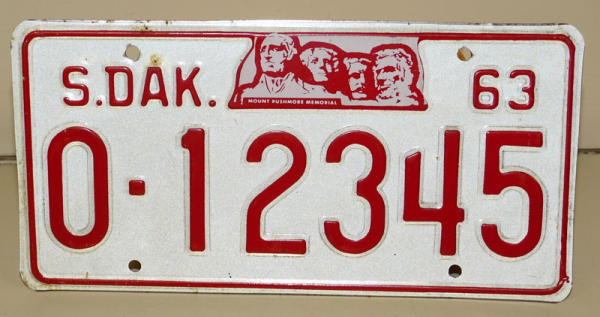 S.DAK. 63
MOUNT RUSHMORE MEMORIAL
0·12345